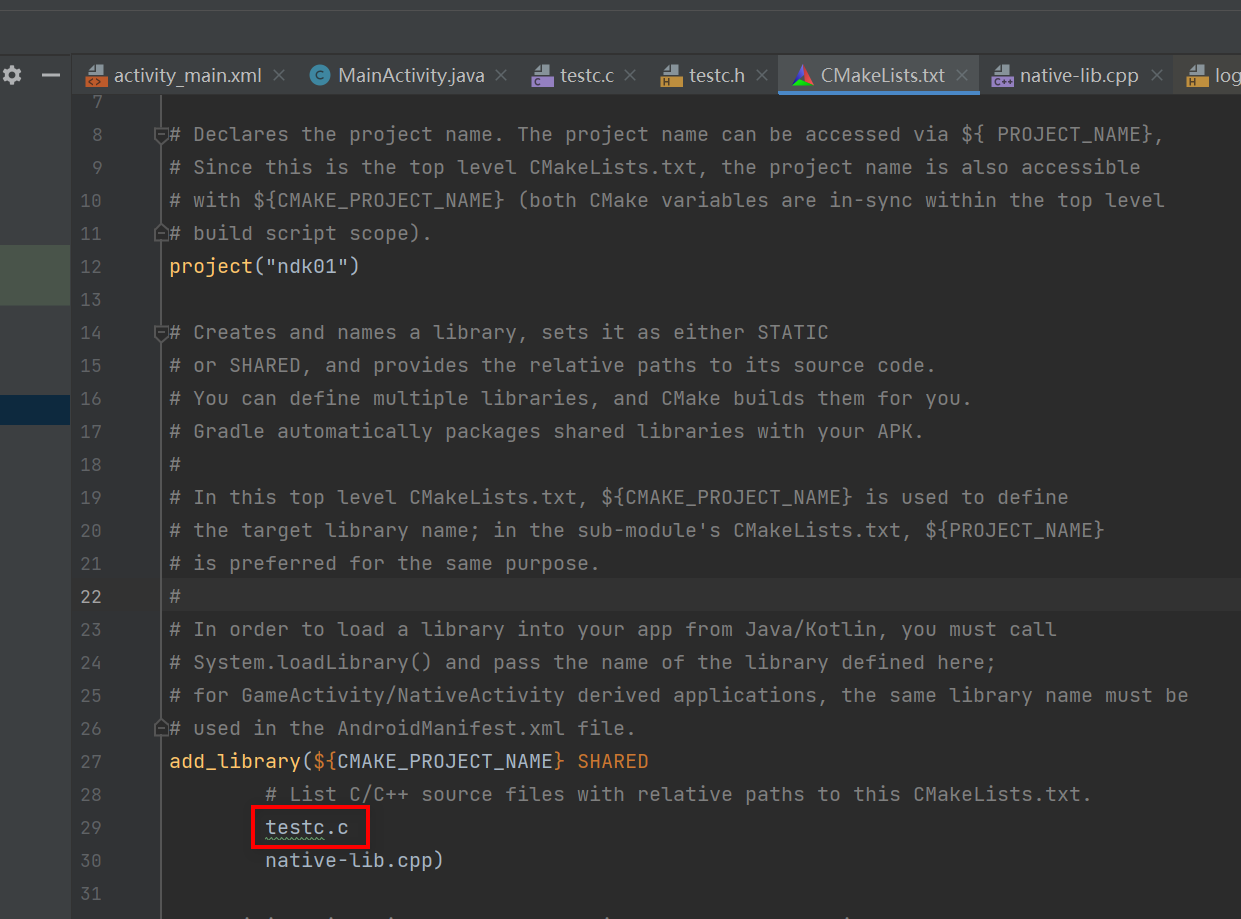 activity_main.xml MainActivity.java testc.c testc.h CMakeLists.txt native-lib.cpp log
7
8 # Declares the project name. The project name can be accessed via ${ PROJECT_NAME},
9 # Since this is the top level CMakeLists.txt, the project name is also accessible
10 # with ${CMAKE_PROJECT_NAME} (both CMake variables are in-sync within the top level
11 # build script scope).
12 project("ndk01")
13
14 # Creates and names a library, sets it as either STATIC
15 # or SHARED, and provides the relative paths to its source code.
16 # You can define multiple libraries, and CMake builds them for you.
17 # Gradle automatically packages shared libraries with your APK.
18 #
19 # In this top level CMakeLists.txt, ${CMAKE_PROJECT_NAME} is used to define
20 # the target library name; in the sub-module's CMakeLists.txt, ${PROJECT_NAME}
21 # is preferred for the same purpose.
22 #
23 # In order to load a library into your app from Java/Kotlin, you must call
24 # System.loadLibrary() and pass the name of the library defined here;
25 # for GameActivity/NativeActivity derived applications, the same library name must be
26 # used in the AndroidManifest.xml file.
27 add_library(${CMAKE_PROJECT_NAME} SHARED
28 # List C/C++ source files with relative paths to this CMakeLists.txt.
29 testc.c
30 native-lib.cpp)
31